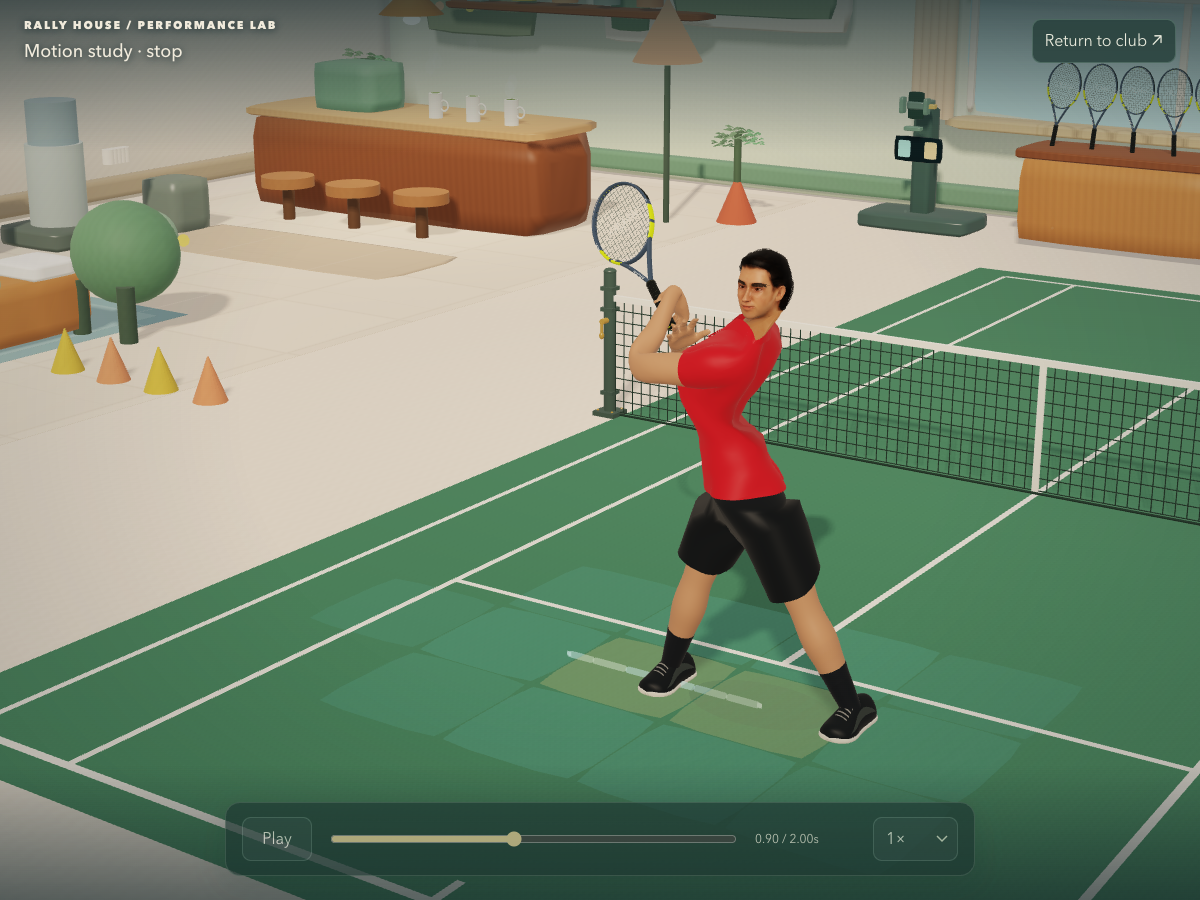 RALLY HOUSE / PERFORMANCE LAB
Motion study · stop
Return to club ↗
Play
0.90 / 2.00s
1×